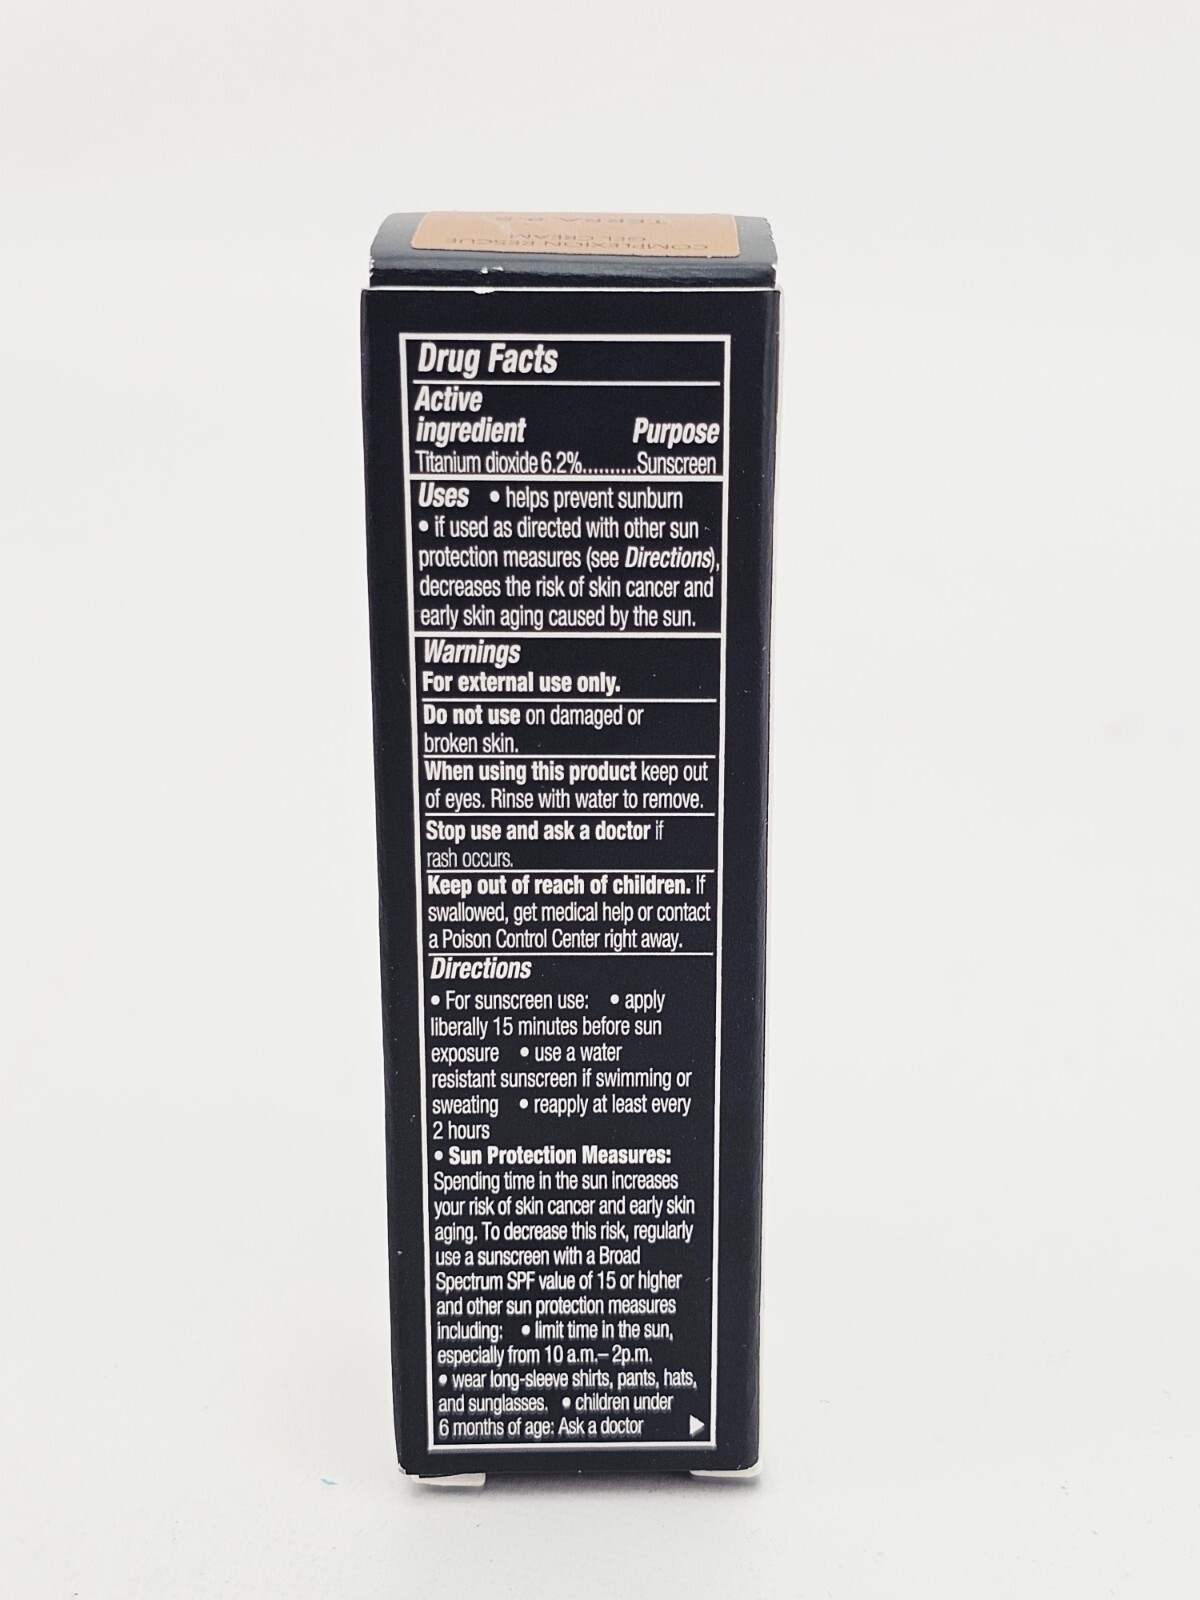 COMPLEXION RESCUE
GEL CREAM
Drug Facts
Active
ingredient Purpose
Titanium dioxide 6.2%..........Sunscreen
Uses • helps prevent sunburn
• if used as directed with other sun
protection measures (see Directions),
decreases the risk of skin cancer and
early skin aging caused by the sun.
Warnings
For external use only.
Do not use on damaged or
broken skin.
When using this product keep out
of eyes. Rinse with water to remove.
Stop use and ask a doctor if
rash occurs.
Keep out of reach of children. If
swallowed, get medical help or contact
a Poison Control Center right away.
Directions
• For sunscreen use: • apply
liberally 15 minutes before sun
exposure • use a water
resistant sunscreen if swimming or
sweating • reapply at least every
2 hours
• Sun Protection Measures:
Spending time in the sun increases
your risk of skin cancer and early skin
aging. To decrease this risk, regularly
use a sunscreen with a Broad
Spectrum SPF value of 15 or higher
and other sun protection measures
including: • limit time in the sun,
especially from 10 a.m.– 2p.m.
• wear long-sleeve shirts, pants, hats,
and sunglasses. • children under
6 months of age: Ask a doctor